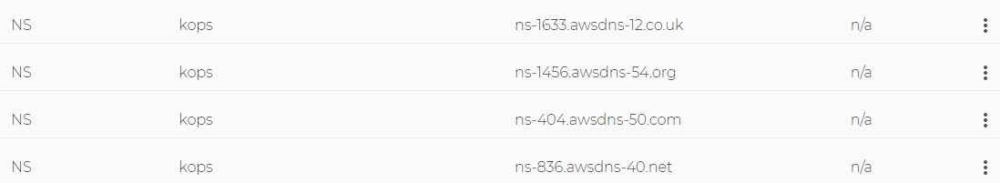 NS kops ns-1633.awsdns-12.co.uk n/a
NS kops ns-1456.awsdns-54.org n/a
NS kops ns-404.awsdns-50.com n/a
NS kops ns-836.awsdns-40.net n/a